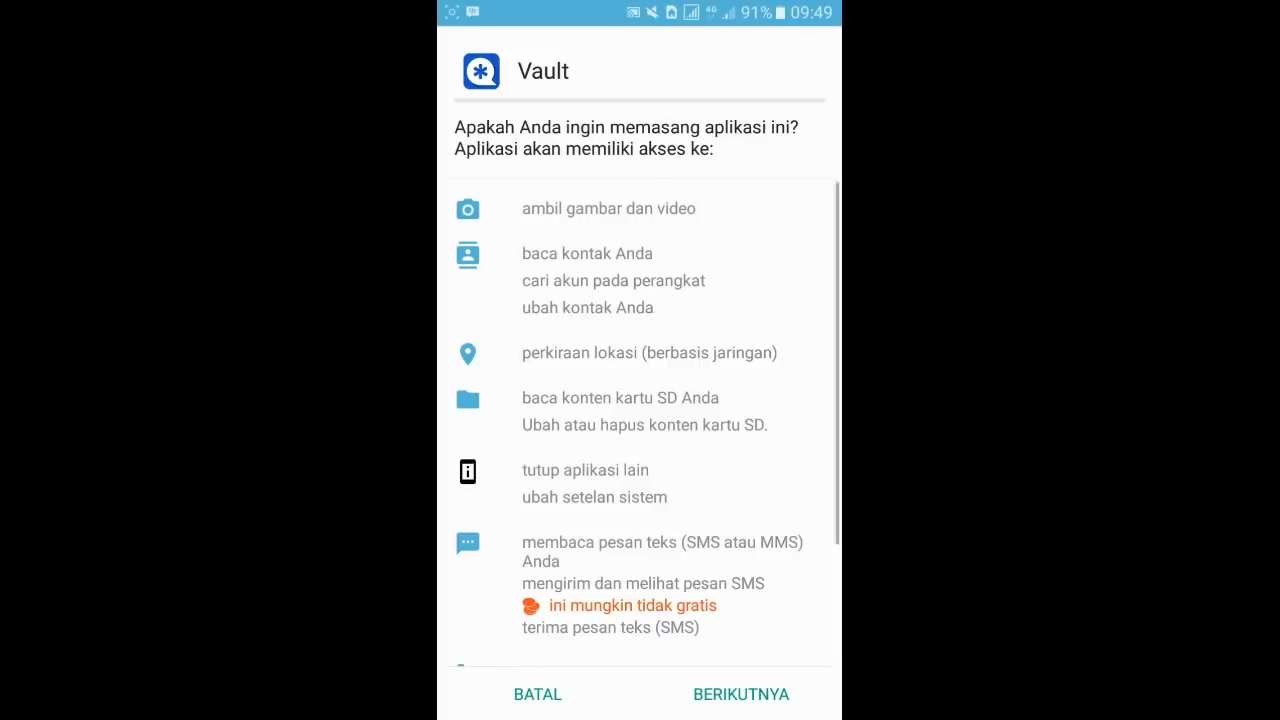 4G 91% 09:49
Vault
Apakah Anda ingin memasang aplikasi ini?
Aplikasi akan memiliki akses ke:
ambil gambar dan video
baca kontak Anda
cari akun pada perangkat
ubah kontak Anda
perkiraan lokasi (berbasis jaringan)
baca konten kartu SD Anda
Ubah atau hapus konten kartu SD.
tutup aplikasi lain
ubah setelan sistem
membaca pesan teks (SMS atau MMS)
Anda
mengirim dan melihat pesan SMS
ini mungkin tidak gratis
terima pesan teks (SMS)
BATAL BERIKUTNYA